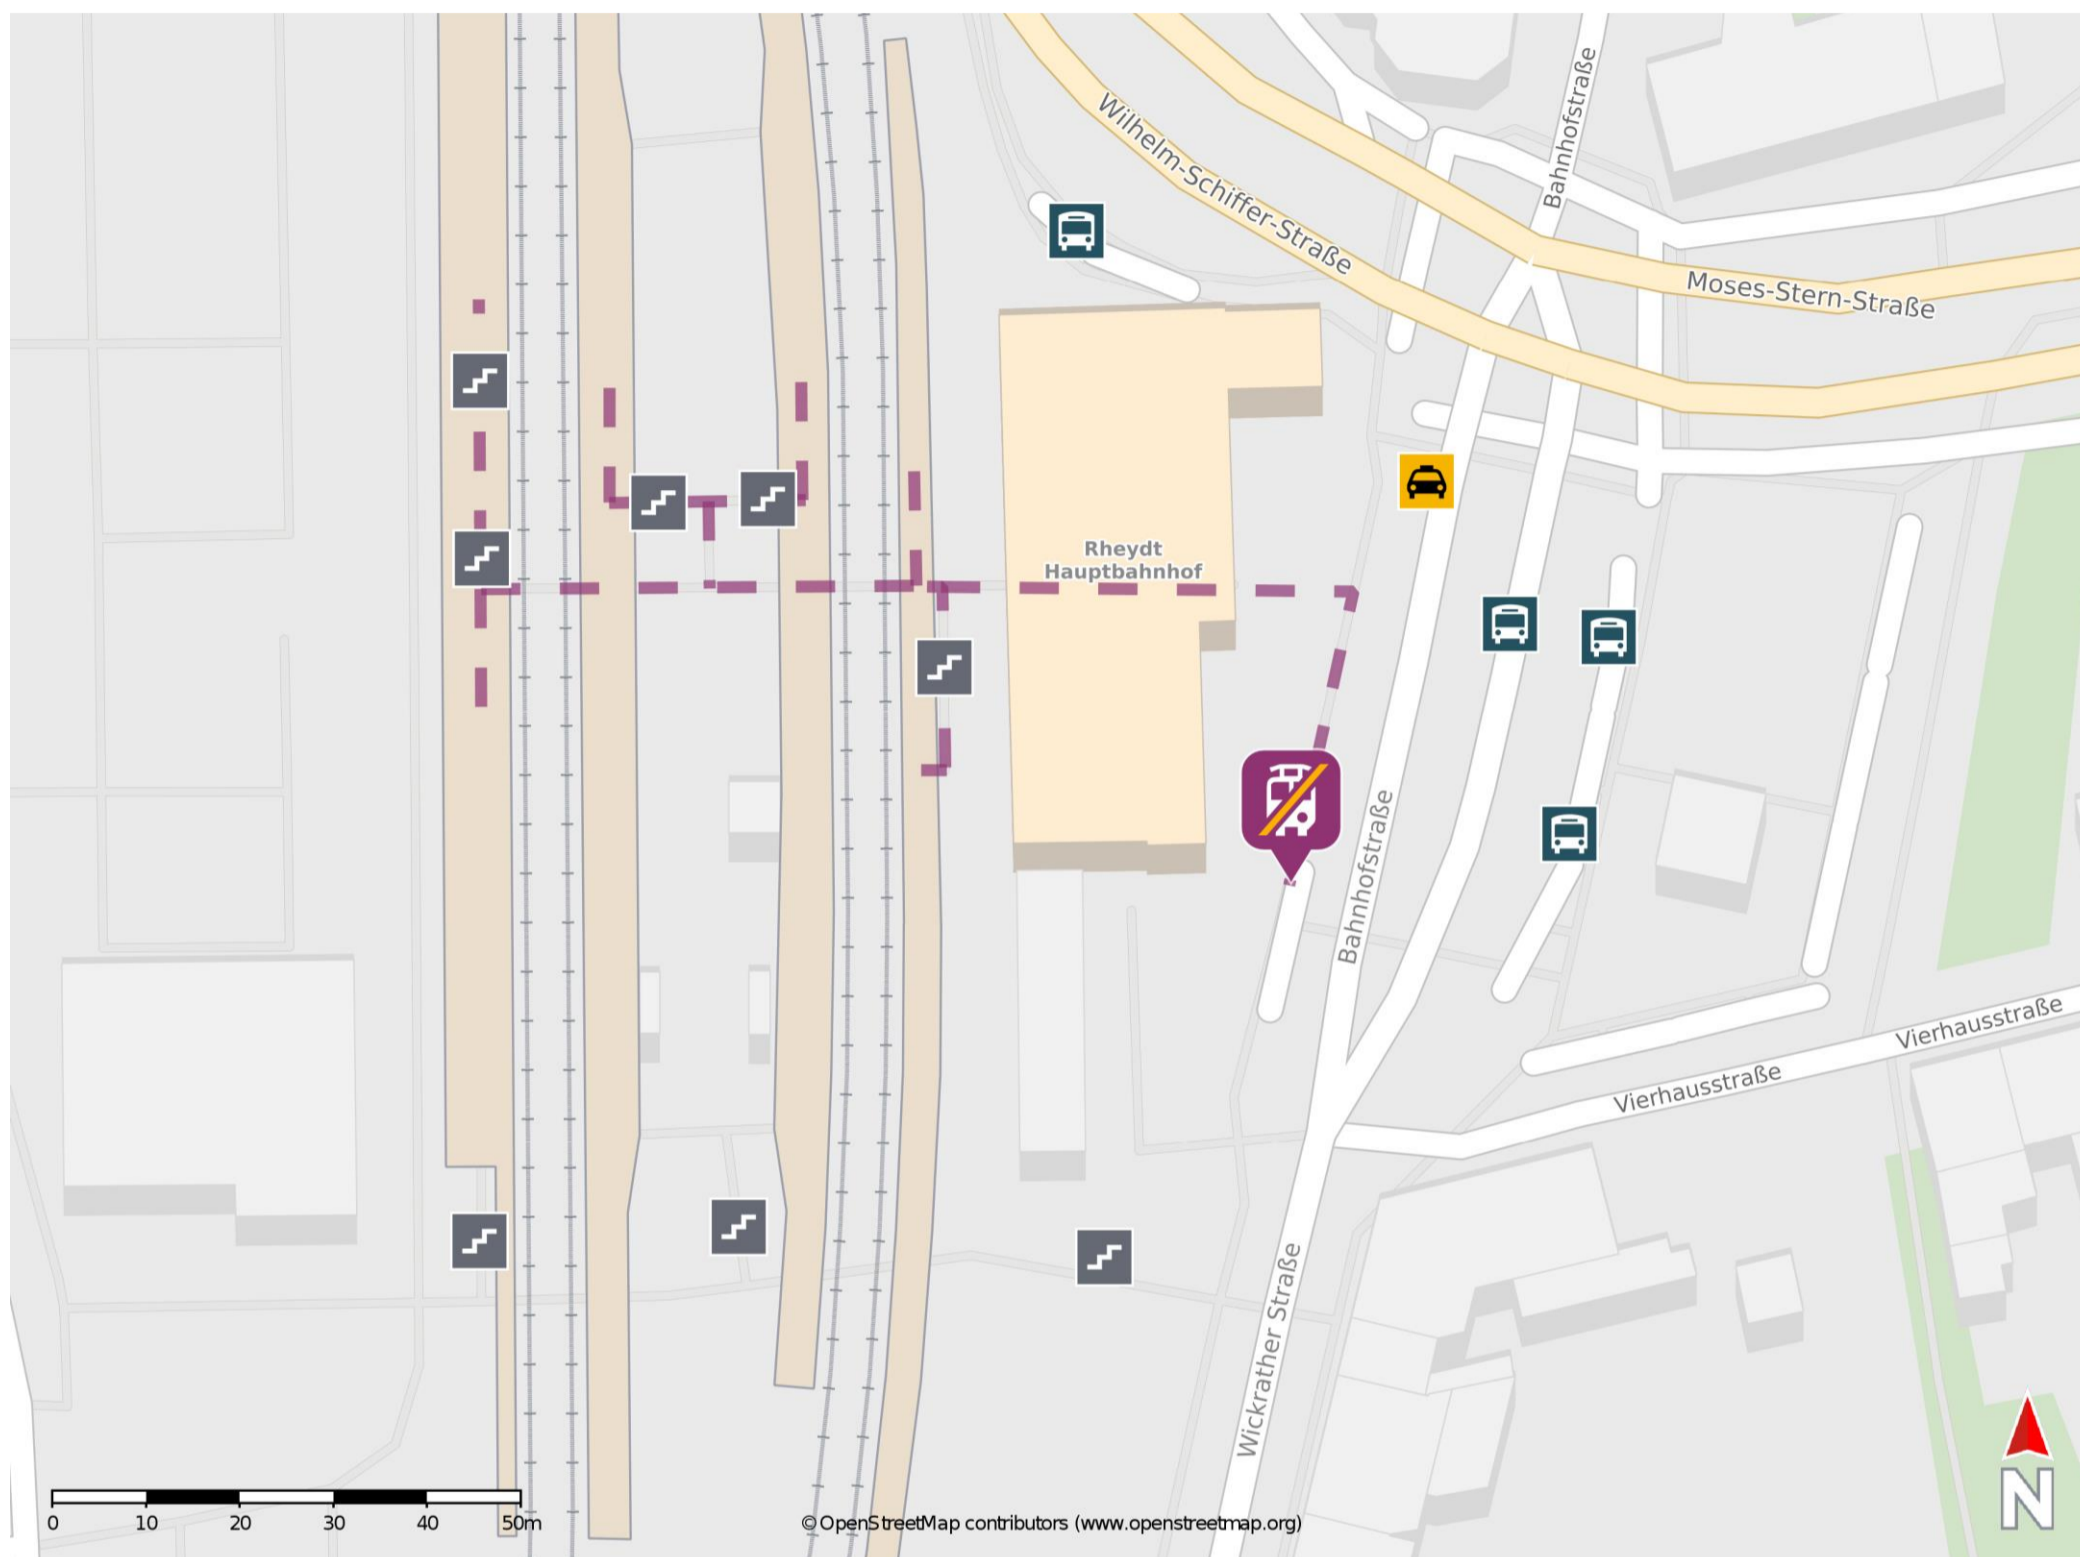 Bahnhofstraße
Wilhelm-Schiffer-Straße
Moses-Stern-Straße
Rheydt
Hauptbahnhof
Bahnhofstraße
Vierhausstraße
Vierhausstraße
Wickrather Straße
N
0 10 20 30 40 50m
© OpenStreetMap contributors (www.openstreetmap.org)